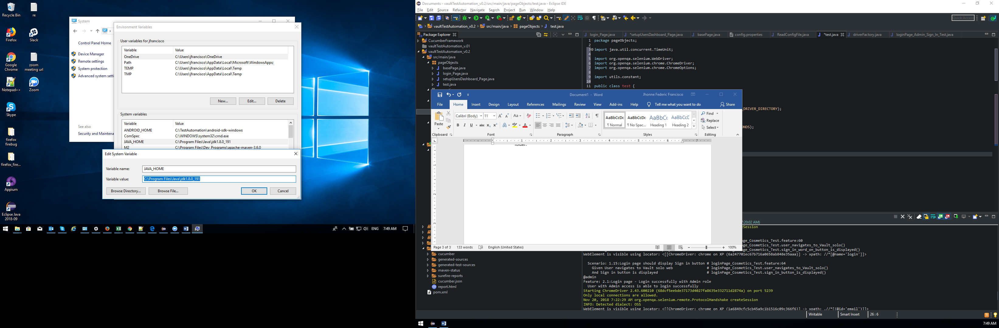 Recycle Bin
re
Firefox
Slack
Google
Chrome
zoom
meeting url
Notepad++
Zoom
Skype
firefox
firebug
firefox_fire...
Appium
Eclipse Java
2018-09
System
Control Panel Home
Device Manager
Remote settings
System protection
Advanced system setti
See also
Security and Maintena
Environment Variables
User variables for jfrancisco
Variable Value
OneDrive C:\Users\jfrancisco\OneDrive
Path C:\Users\jfrancisco\AppData\Local\Microsoft\WindowsApps;
TEMP C:\Users\jfrancisco\AppData\Local\Temp
TMP C:\Users\jfrancisco\AppData\Local\Temp
New... Edit... Delete
System variables
Variable Value
ANDROID_HOME C:\TestAutomation\android-sdk-windows
ComSpec C:\WINDOWS\system32\cmd.exe
JAVA_HOME C:\Program Files\Java\jdk1.8.0_191
M2 C:\Program Files\Dev_Programs\apache-maven-3.6.0
Edit System Variable
Variable name: JAVA_HOME
Variable value: C:\Program Files\Java\jdk1.8.0_191
Browse Directory... Browse File... OK Cancel
ENG 7:49 AM
Documents - vaultTestAutomation_v0.2/src/main/java/pageObjects/test.java - Eclipse IDE
File Edit Source Refactor Navigate Search Project Run Window Help
Quick Access
vaultTestAutomation_v0.2 src/main/java pageObjects test.java
Package Explorer
CucumberFramework
vaultTestAutomation_v.01
vaultTestAutomation_v0.2
src/main/java
pageObjects
basePage.java
login_Page.java
setupUsersDashboard_Page.java
test.java
login_Page.java *setupUsersDashboard_Page.java basePage.java config.properties ReadConfigFile.java *test.java driverFactory.java loginPage_Admin_Sign_In_Test.java
1 package pageObjects;
2
3 import java.util.concurrent.TimeUnit;
4
5 import org.openqa.selenium.WebDriver;
6 import org.openqa.selenium.chrome.ChromeDriver;
7 import org.openqa.selenium.chrome.ChromeOptions;
8
9 import utils.constant;
10
11 public class test {
_DRIVER_DIRECTORY);
ONDS);
Document1 - Word
Jhonne Federic Francisco
File Home Insert Design Layout References Mailings Review View Add-ins Help Tell me what you want to do Share
Paste
Calibri (Body) 11
AaBbCcDc AaBbCcDc AaBbCc AaBbCcE
¶ Normal ¶ No Spac... Heading 1 Heading 2
Find
Replace
Select
Clipboard Font Paragraph Styles Editing
folder.
Page 3 of 3 133 words English (United States) 100%
7:20:02 AM)
eSession
ge_Cosmetics_Test.feature:60
ge_Cosmetics_Test.user_navigates_to_Vault_solo()
ge_Cosmetics_Test.sign_in_word_on_button_is_displayed()
WebElement is visible using locator: <[[ChromeDriver: chrome on XP (6a247701ec67b716a0658ab848e35aaa)] -> xpath: //*[@name='login']]>
Scenario: 1.15:Login page should display Sign in button # loginPage_Cosmetics_Test.feature:64
Given User navigates to Vault solo web # loginPage_Cosmetics_Test.user_navigates_to_Vault_solo()
And Sign in button is displayed # loginPage_Cosmetics_Test.sign_in_button_is_displayed()
@admin
Feature: 2.1:Login page - Login successfully with Admin role
User with Admin access is able to login successfully
Starting ChromeDriver 2.43.600210 (68dcf5eebde37173d4027fa8635e332711d2874a) on port 5239
Only local connections are allowed.
Nov 20, 2018 7:22:29 AM org.openqa.selenium.remote.ProtocolHandshake createSession
INFO: Detected dialect: OSS
WebElement is visible using locator: <[[ChromeDriver: chrome on XP (1a6849cfc5cb45a9c1b1516c09c366f6)] -> xpath: .//*[(@id='email')]]>
cucumber
generated-sources
generated-test-sources
maven-status
surefire-reports
cucumber.json
report.html
pom.xml
Writable Smart Insert 26 : 6
7:49 AM